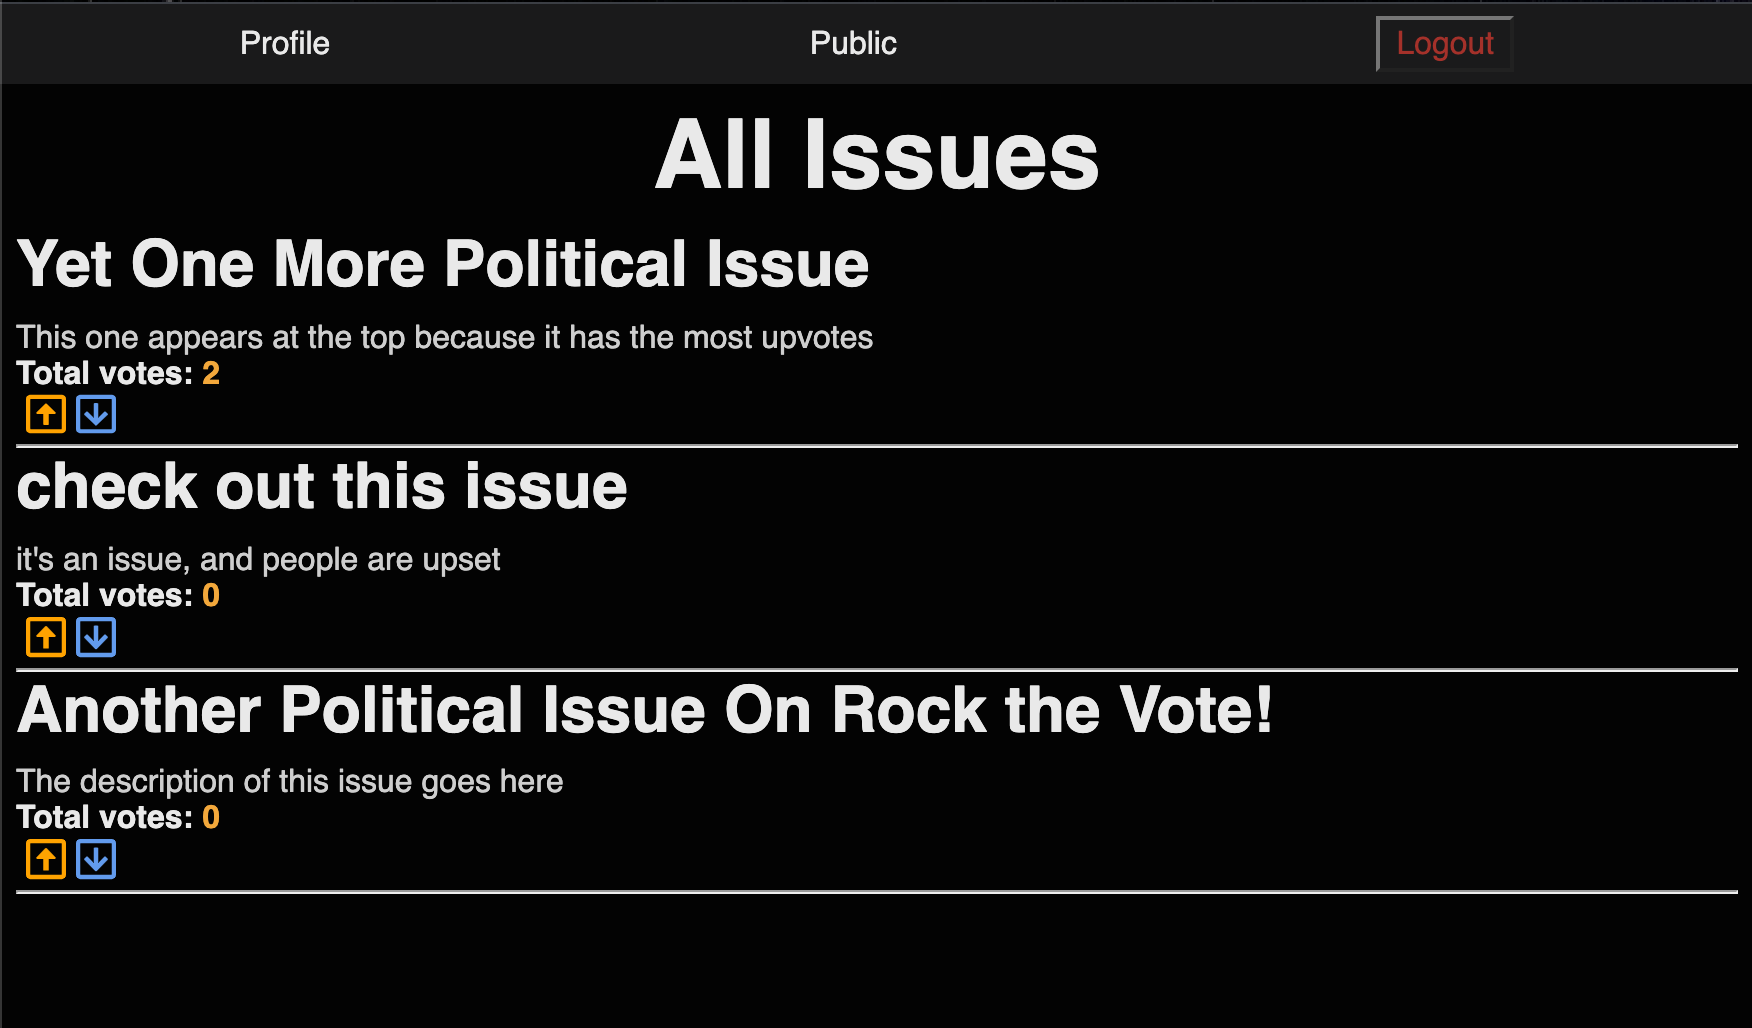 Profile Public Logout
All Issues
Yet One More Political Issue
This one appears at the top because it has the most upvotes
Total votes: 2
check out this issue
it's an issue, and people are upset
Total votes: 0
Another Political Issue On Rock the Vote!
The description of this issue goes here
Total votes: 0